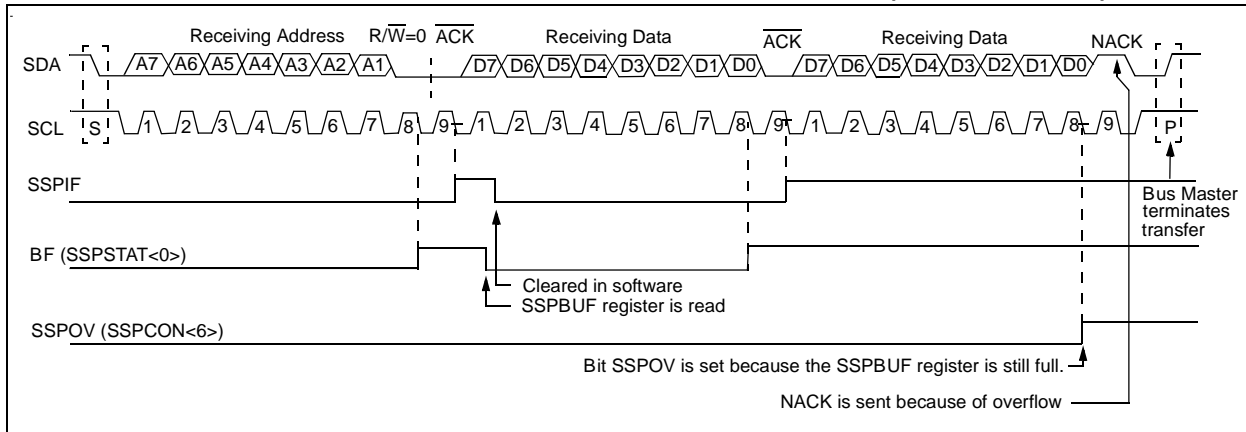 Receiving Address R/W=0 ACK Receiving Data ACK Receiving Data NACK
SDA A7 A6 A5 A4 A3 A2 A1 D7 D6 D5 D4 D3 D2 D1 D0 D7 D6 D5 D4 D3 D2 D1 D0
SCL S 1 2 3 4 5 6 7 8 9 1 2 3 4 5 6 7 8 9 1 2 3 4 5 6 7 8 9 P
SSPIF
Bus Master
terminates
transfer
BF (SSPSTAT<0>)
Cleared in software
SSPBUF register is read
SSPOV (SSPCON<6>)
Bit SSPOV is set because the SSPBUF register is still full.
NACK is sent because of overflow